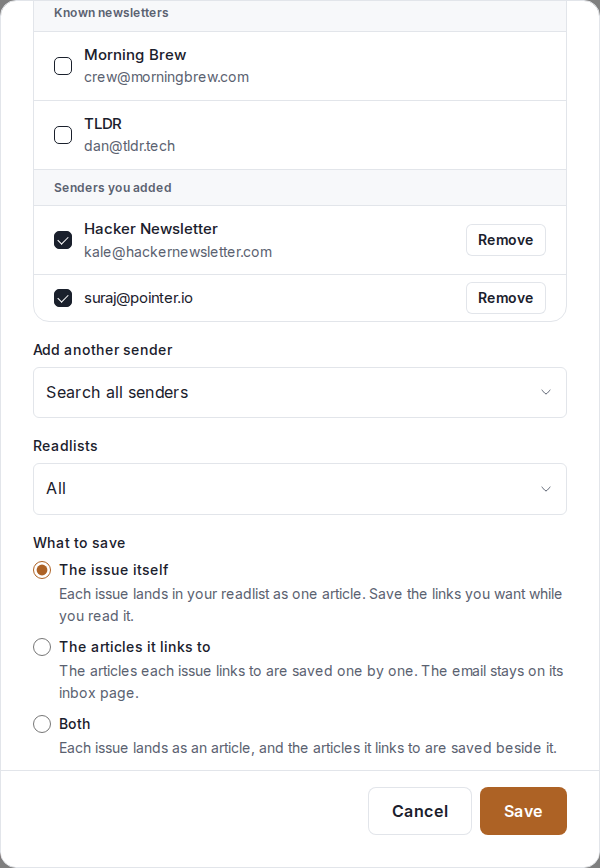 Known newsletters
Morning Brew
crew@morningbrew.com
TLDR
dan@tldr.tech
Senders you added
Hacker Newsletter
kale@hackernewsletter.com
Remove
suraj@pointer.io
Remove
Add another sender
Search all senders
Readlists
All
What to save
The issue itself
Each issue lands in your readlist as one article. Save the links you want while
you read it.
The articles it links to
The articles each issue links to are saved one by one. The email stays on its
inbox page.
Both
Each issue lands as an article, and the articles it links to are saved beside it.
Cancel
Save